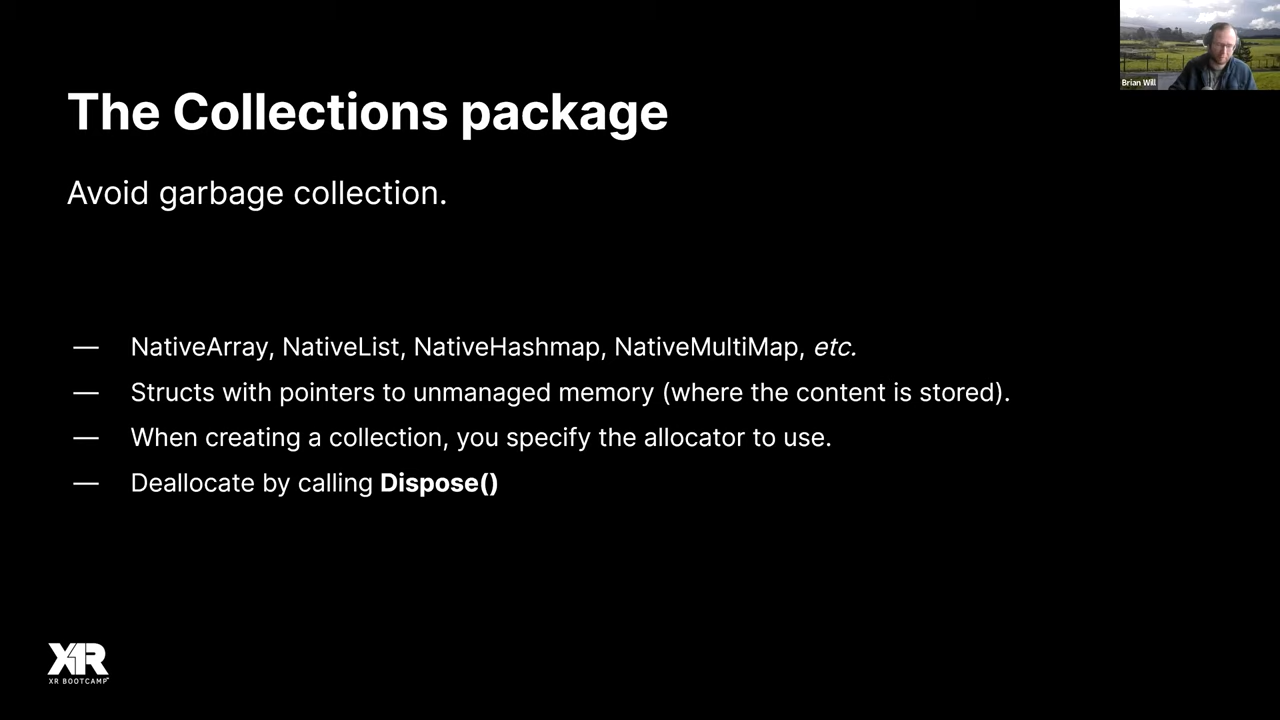 Brian Will
The Collections package
Avoid garbage collection.
— NativeArray, NativeList, NativeHashmap, NativeMultiMap, etc.
— Structs with pointers to unmanaged memory (where the content is stored).
— When creating a collection, you specify the allocator to use.
— Deallocate by calling Dispose()
XR
XR BOOTCAMP